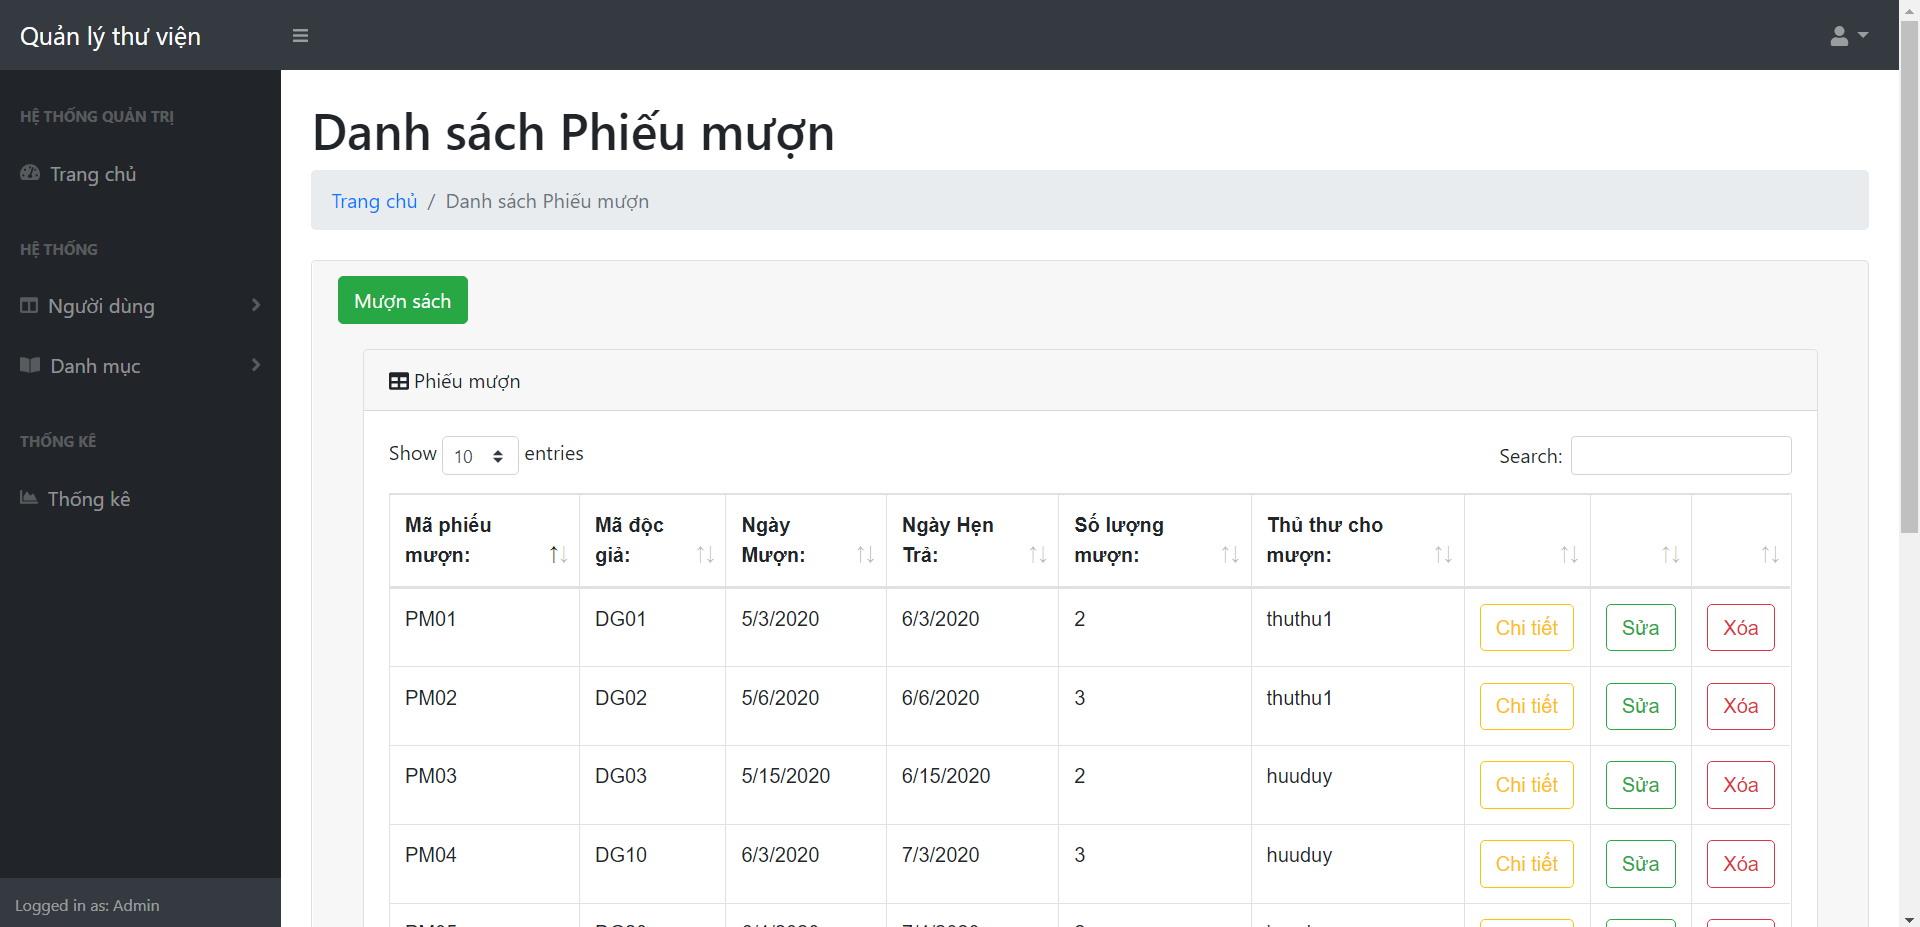 Quản lý thư viện
HỆ THỐNG QUẢN TRỊ
Trang chủ
HỆ THỐNG
Người dùng
Danh mục
THỐNG KÊ
Thống kê
Logged in as: Admin
Danh sách Phiếu mượn
Trang chủ / Danh sách Phiếu mượn
Mượn sách
Phiếu mượn
Show 10 entries
Search:
Mã phiếu mượn: Mã độc giả: Ngày Mượn: Ngày Hẹn Trả: Số lượng mượn: Thủ thư cho mượn:
PM01 DG01 5/3/2020 6/3/2020 2 thuthu1 Chi tiết Sửa Xóa
PM02 DG02 5/6/2020 6/6/2020 3 thuthu1 Chi tiết Sửa Xóa
PM03 DG03 5/15/2020 6/15/2020 2 huuduy Chi tiết Sửa Xóa
PM04 DG10 6/3/2020 7/3/2020 3 huuduy Chi tiết Sửa Xóa